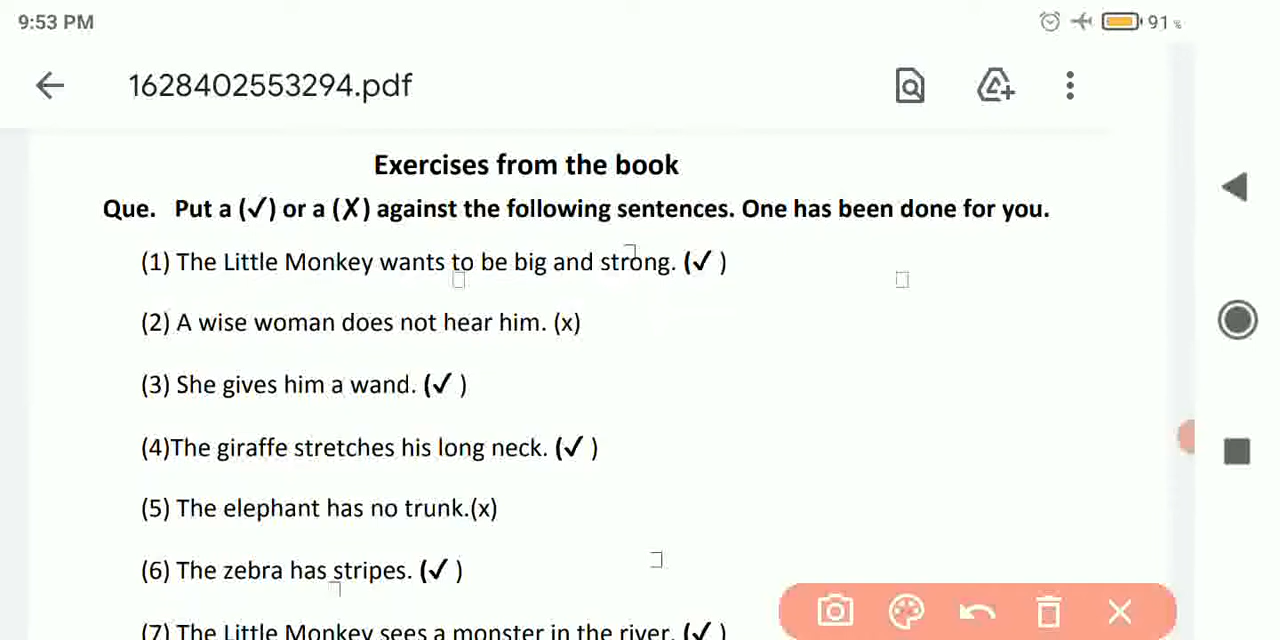 9:53 PM 91%
1628402553294.pdf
Exercises from the book
Que. Put a (✓) or a (X) against the following sentences. One has been done for you.
(1) The Little Monkey wants to be big and strong. (✓ )
(2) A wise woman does not hear him. (x)
(3) She gives him a wand. (✓ )
(4)The giraffe stretches his long neck. (✓ )
(5) The elephant has no trunk.(x)
(6) The zebra has stripes. (✓ )
(7) The Little Monkey sees a monster in the river. (✓ )